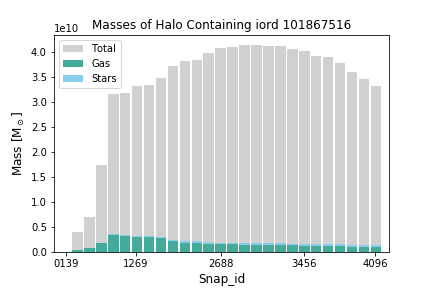 Masses of Halo Containing iord 101867516
1e10
Total
Gas
Stars
4.0
3.5
3.0
2.5
2.0
1.5
1.0
0.5
0.0
Mass [M⊙]
0139 1269 2688 3456 4096
Snap_id